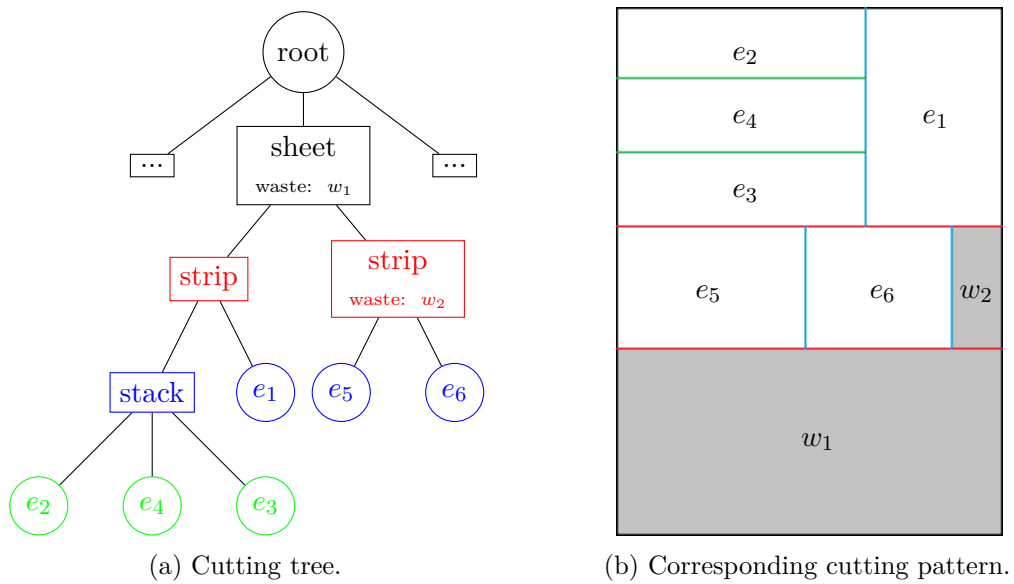 root
...
sheet
waste: w₁
...
strip
strip
waste: w₂
stack
e₁
e₅
e₆
e₂
e₄
e₃
(a) Cutting tree.
e₂
e₄
e₃
e₁
e₅
e₆
w₂
w₁
(b) Corresponding cutting pattern.